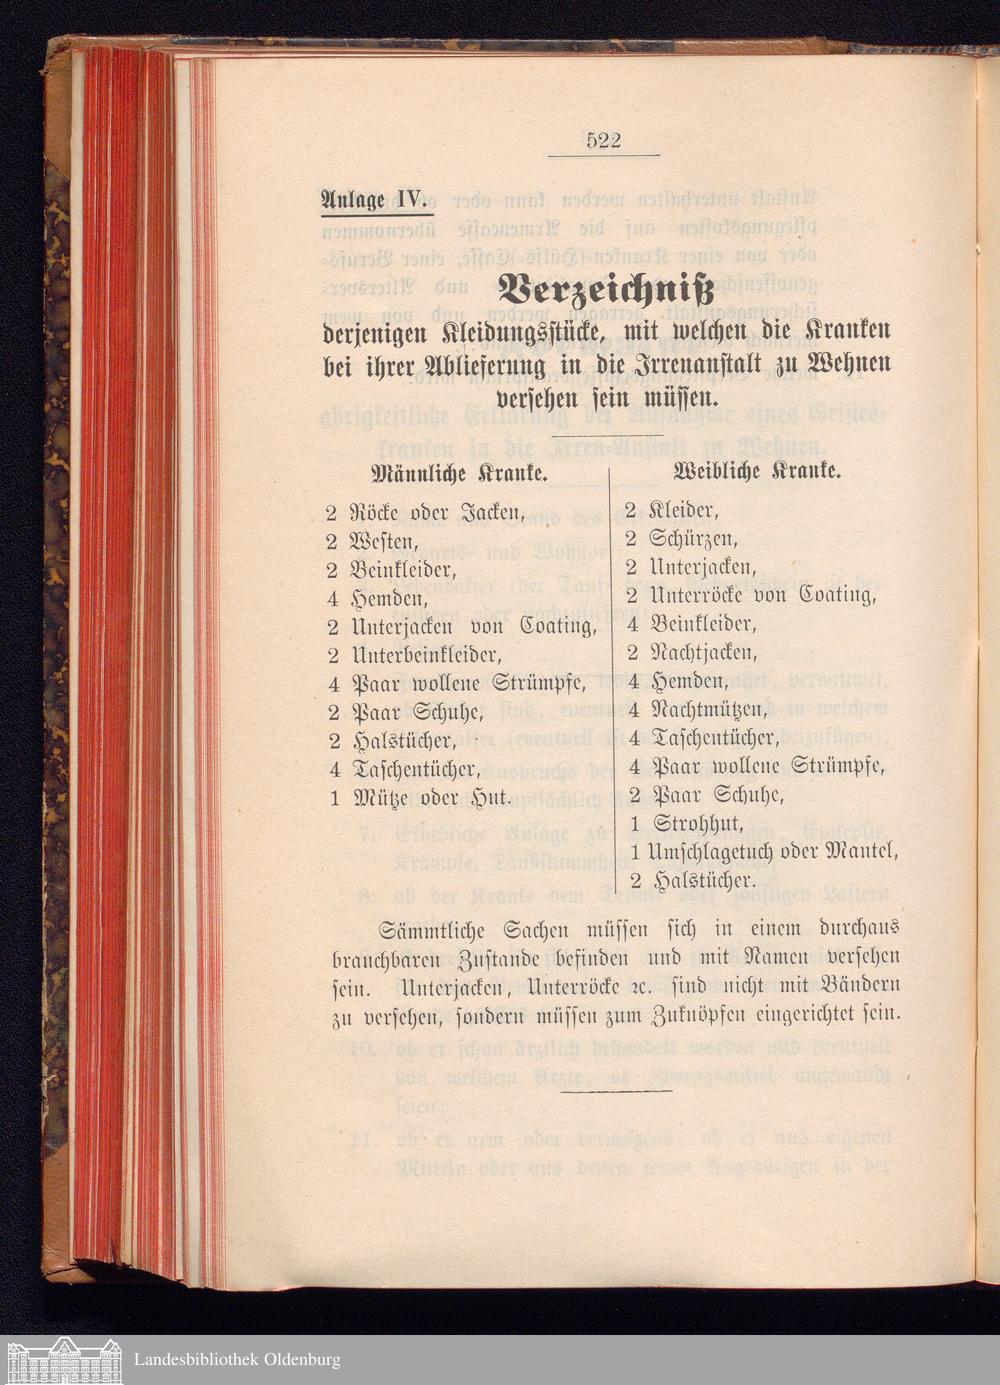 522
Anlage IV.
Verzeichniß
derjenigen Kleidungsstücke, mit welchen die Kranken
bei ihrer Ablieferung in die Irrenanstalt zu Wehnen
versehen sein müssen.
Männliche Kranke.
2 Röcke oder Jacken,
2 Westen,
2 Beinkleider,
4 Hemden,
2 Unterjacken von Coating,
2 Unterbeinkleider,
4 Paar wollene Strümpfe,
2 Paar Schuhe,
2 Halstücher,
4 Taschentücher,
1 Mütze oder Hut.
Weibliche Kranke.
2 Kleider,
2 Schürzen,
2 Unterjacken,
2 Unterröcke von Coating,
4 Beinkleider,
2 Nachtjacken,
4 Hemden,
4 Nachtmützen,
4 Taschentücher,
4 Paar wollene Strümpfe,
2 Paar Schuhe,
1 Strohhut,
1 Umschlagetuch oder Mantel,
2 Halstücher.
Sämmtliche Sachen müssen sich in einem durchaus
brauchbaren Zustande befinden und mit Namen versehen
sein. Unterjacken, Unterröcke ꝛc. sind nicht mit Bändern
zu versehen, sondern müssen zum Zuknöpfen eingerichtet sein.
Landesbibliothek Oldenburg